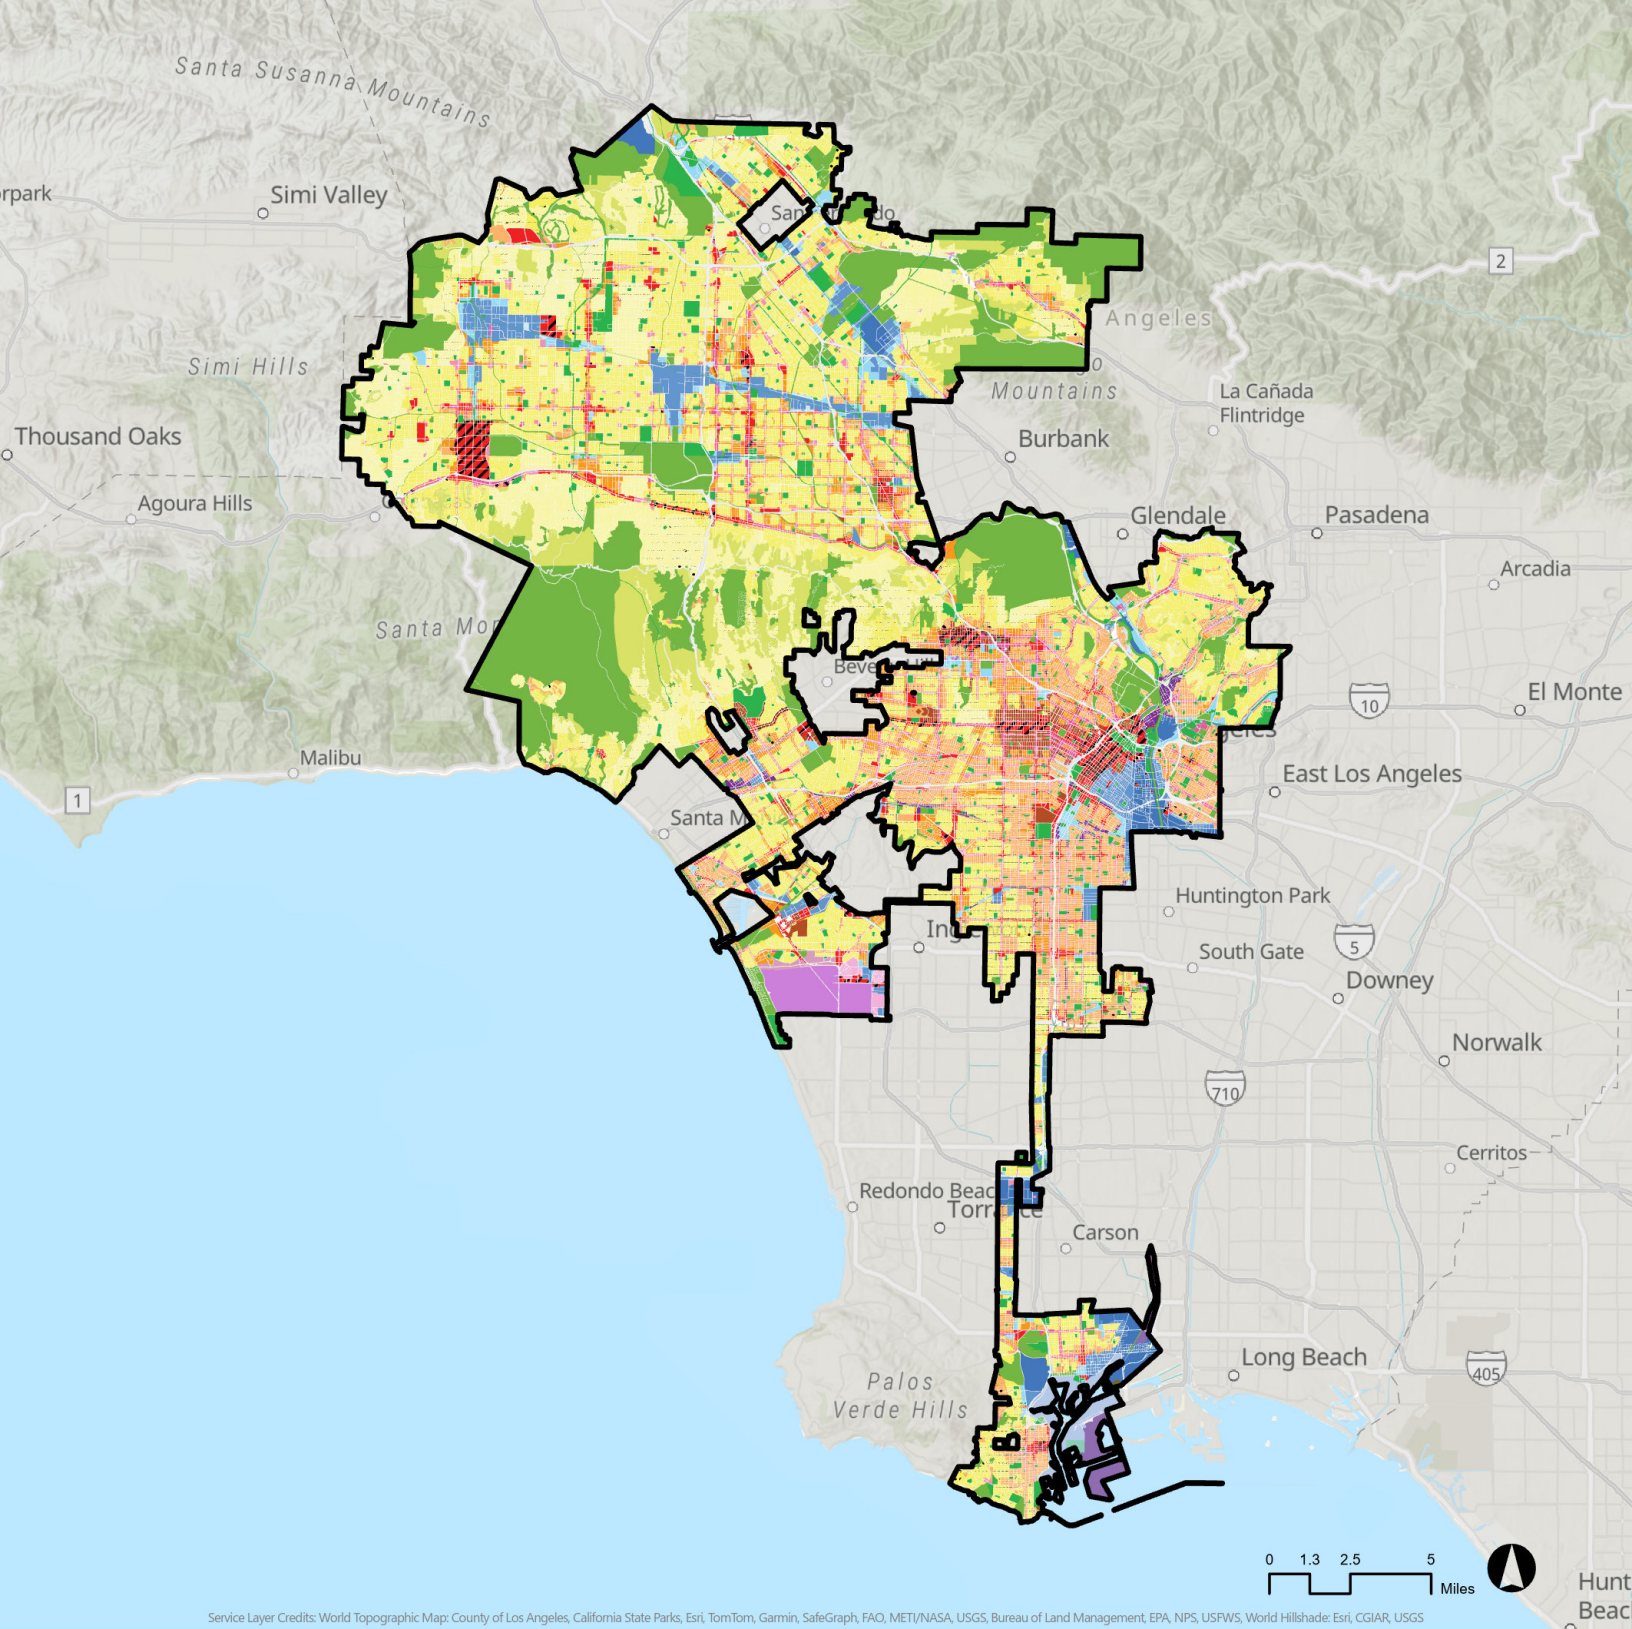 Santa Susanna Mountains
Simi Valley
rpark
2
Angeles
Simi Hills
Mountains
La Cañada
Flintridge
Thousand Oaks
Burbank
Agoura Hills
Glendale
Pasadena
Arcadia
Santa Mo
Beve
El Monte
10
Malibu
East Los Angeles
1
Santa M
Huntington Park
Ing
5
South Gate
Downey
Norwalk
710
Cerritos
Redondo Beac
Torr
ce
Carson
Long Beach
405
Palos
Verde Hills
0 1.3 2.5 5
Miles
Hunt
Beac
Service Layer Credits: World Topographic Map: County of Los Angeles, California State Parks, Esri, TomTom, Garmin, SafeGraph, FAO, METI/NASA, USGS, Bureau of Land Management, EPA, NPS, USFWS, World Hillshade: Esri, CGIAR, USGS